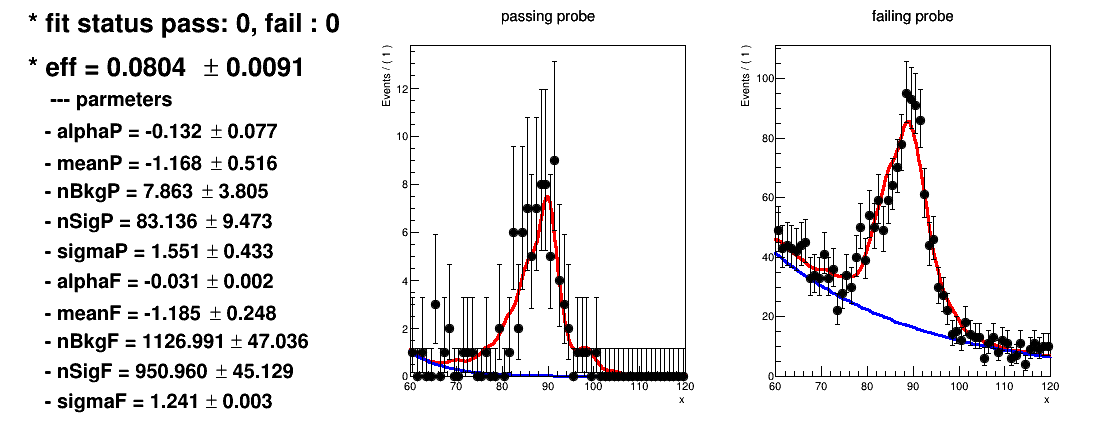 * fit status pass: 0, fail : 0
* eff = 0.0804 ± 0.0091
--- parmeters
- alphaP = -0.132 ± 0.077
- meanP = -1.168 ± 0.516
- nBkgP = 7.863 ± 3.805
- nSigP = 83.136 ± 9.473
- sigmaP = 1.551 ± 0.433
- alphaF = -0.031 ± 0.002
- meanF = -1.185 ± 0.248
- nBkgF = 1126.991 ± 47.036
- nSigF = 950.960 ± 45.129
- sigmaF = 1.241 ± 0.003
passing probe
Events / ( 1 )
12
10
8
6
4
2
0
60 70 80 90 100 110 120
x
failing probe
Events / ( 1 )
100
80
60
40
20
0
60 70 80 90 100 110 120
x